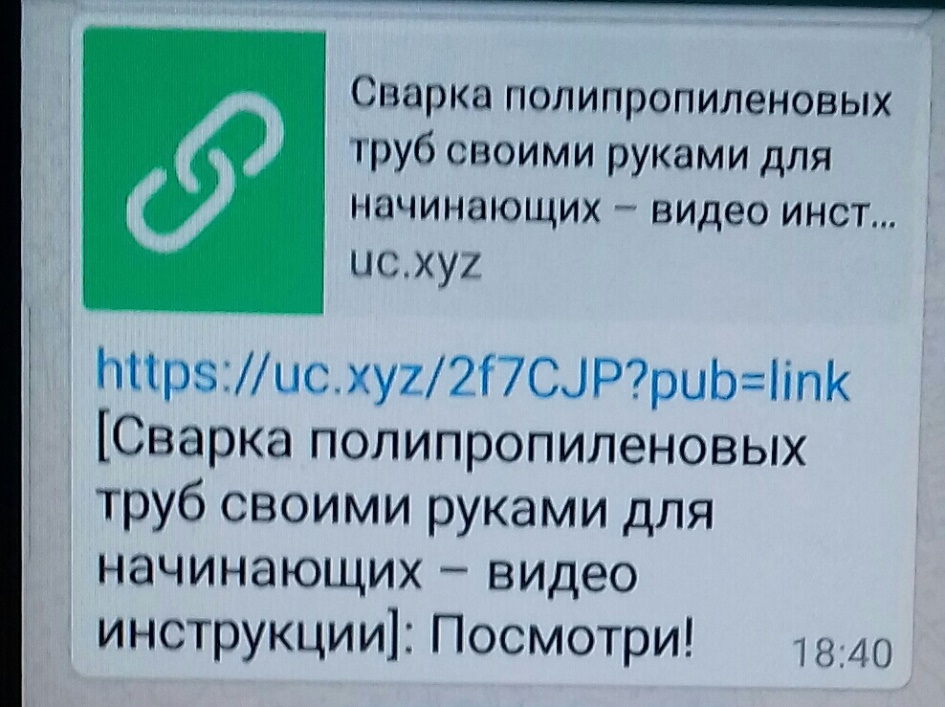 Сварка полипропиленовых
труб своими руками для
начинающих – видео инст...
uc.xyz
https://uc.xyz/2f7CJP?pub=link
[Сварка полипропиленовых
труб своими руками для
начинающих – видео
инструкции]: Посмотри!
18:40